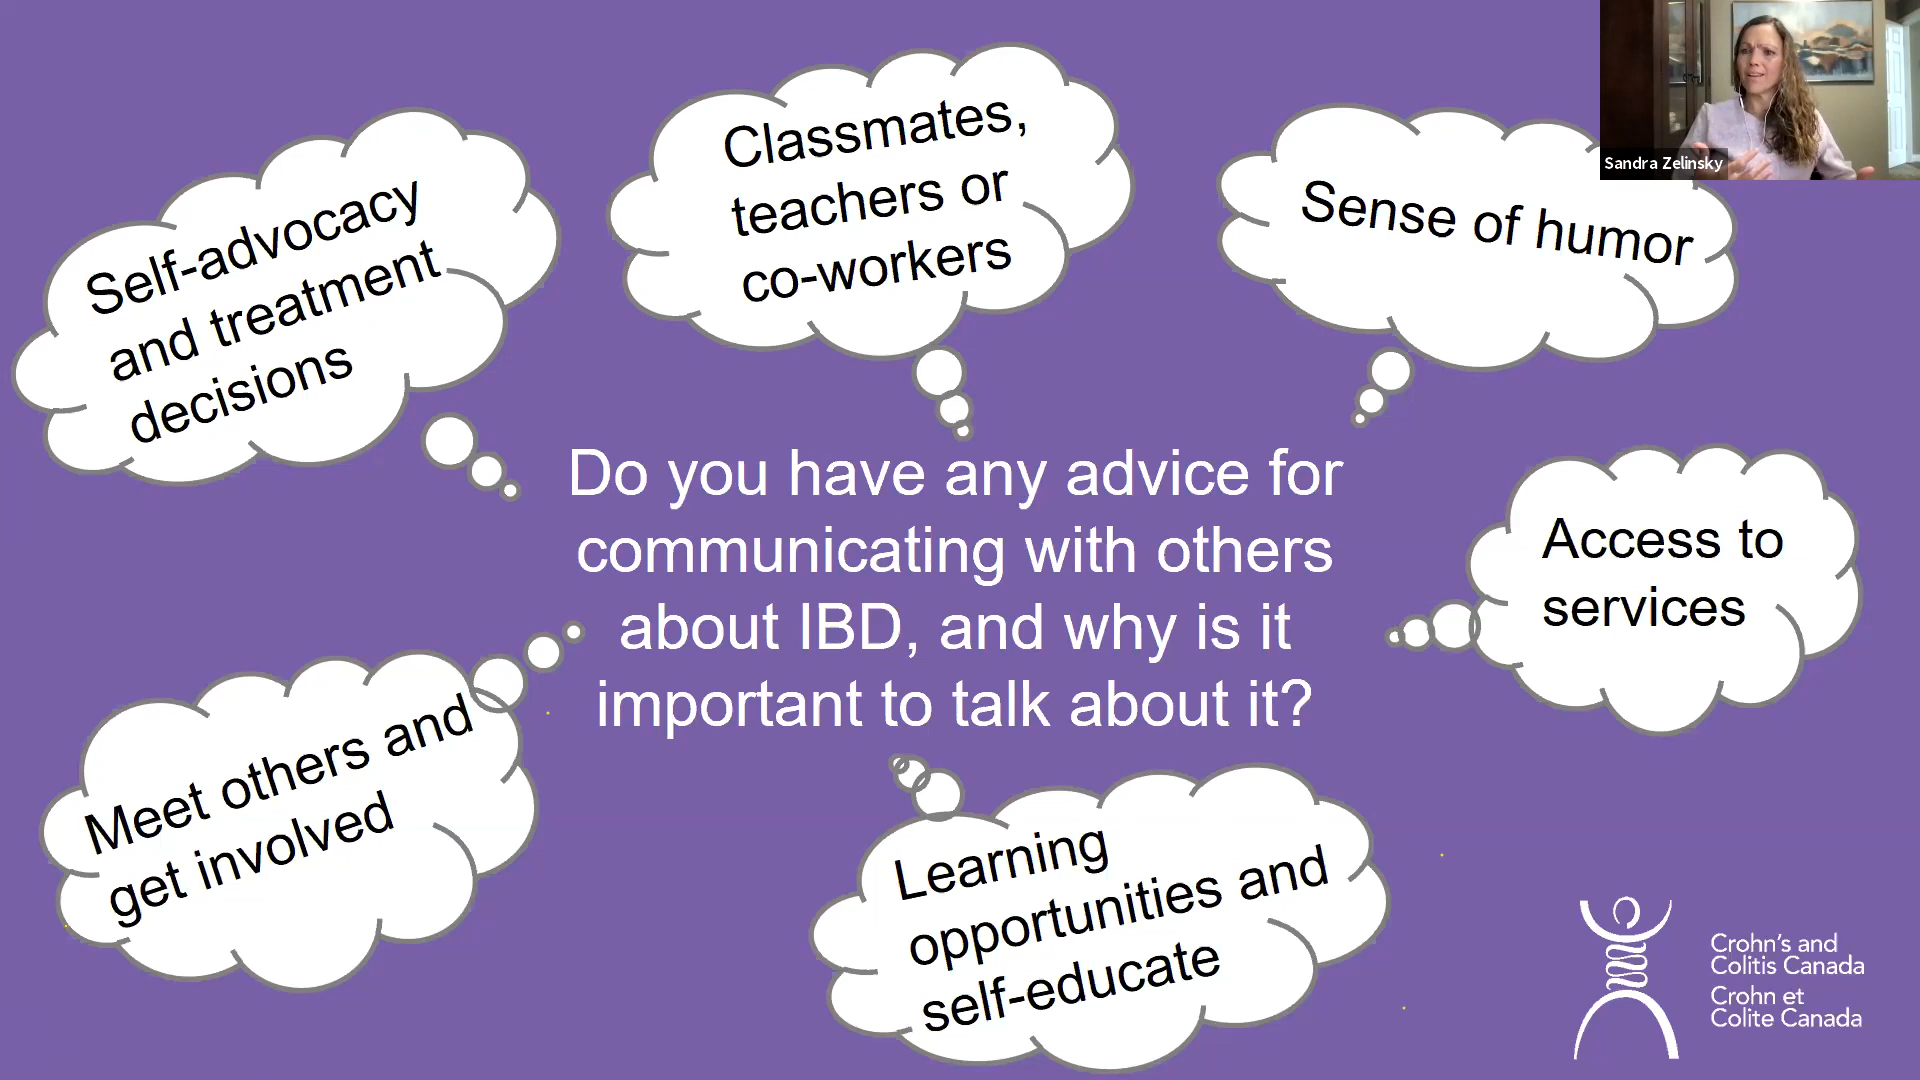 Self-advocacy
and treatment
decisions
Classmates,
teachers or
co-workers
Sense of humor
Sandra Zelinsky
Do you have any advice for
communicating with others
about IBD, and why is it
important to talk about it?
Access to
services
Meet others and
get involved
Learning
opportunities and
self-educate
Crohn's and
Colitis Canada
Crohn et
Colite Canada